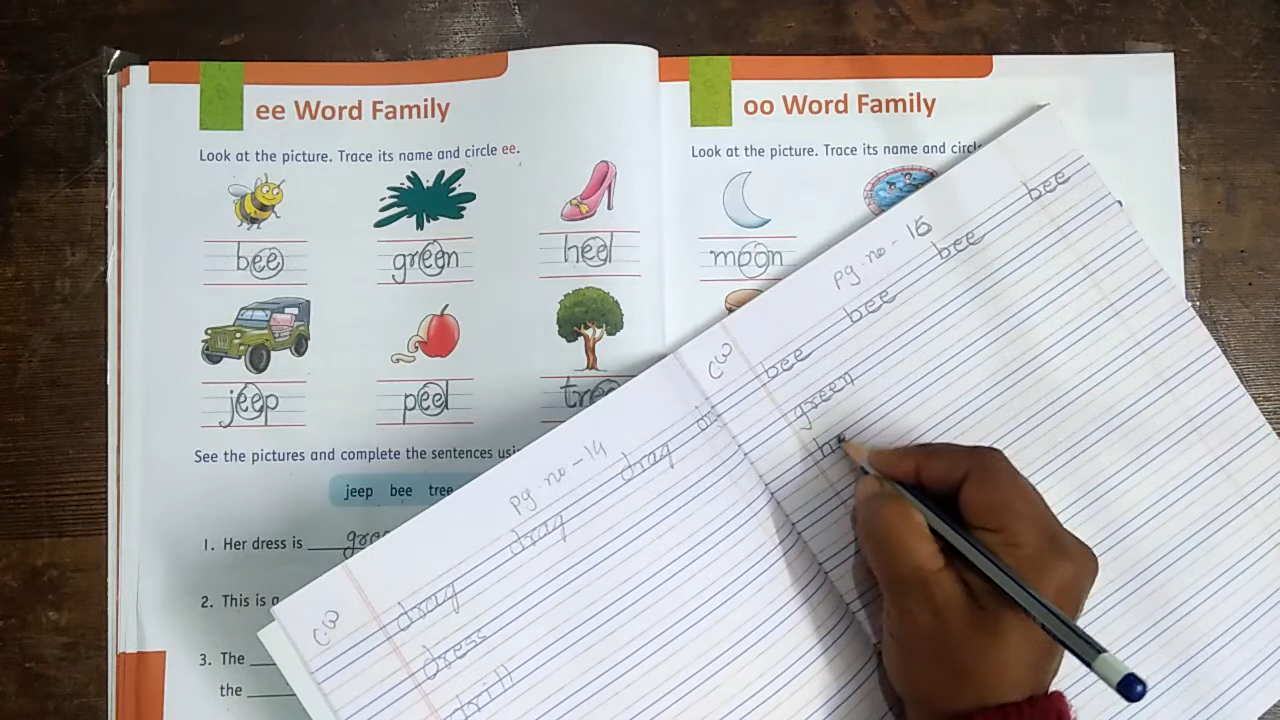 ee Word Family
Look at the picture. Trace its name and circle ee.
bee green heel
jeep peel tree
See the pictures and complete the sentences
jeep bee tree
1. Her dress is
2. This is a
3. The
the
oo Word Family
Look at the picture. Trace its name and
moon
C.W
pg. no - 14
drag drag drag
dress
drill
C.W
pg. no - 15
bee bee bee bee
green
he